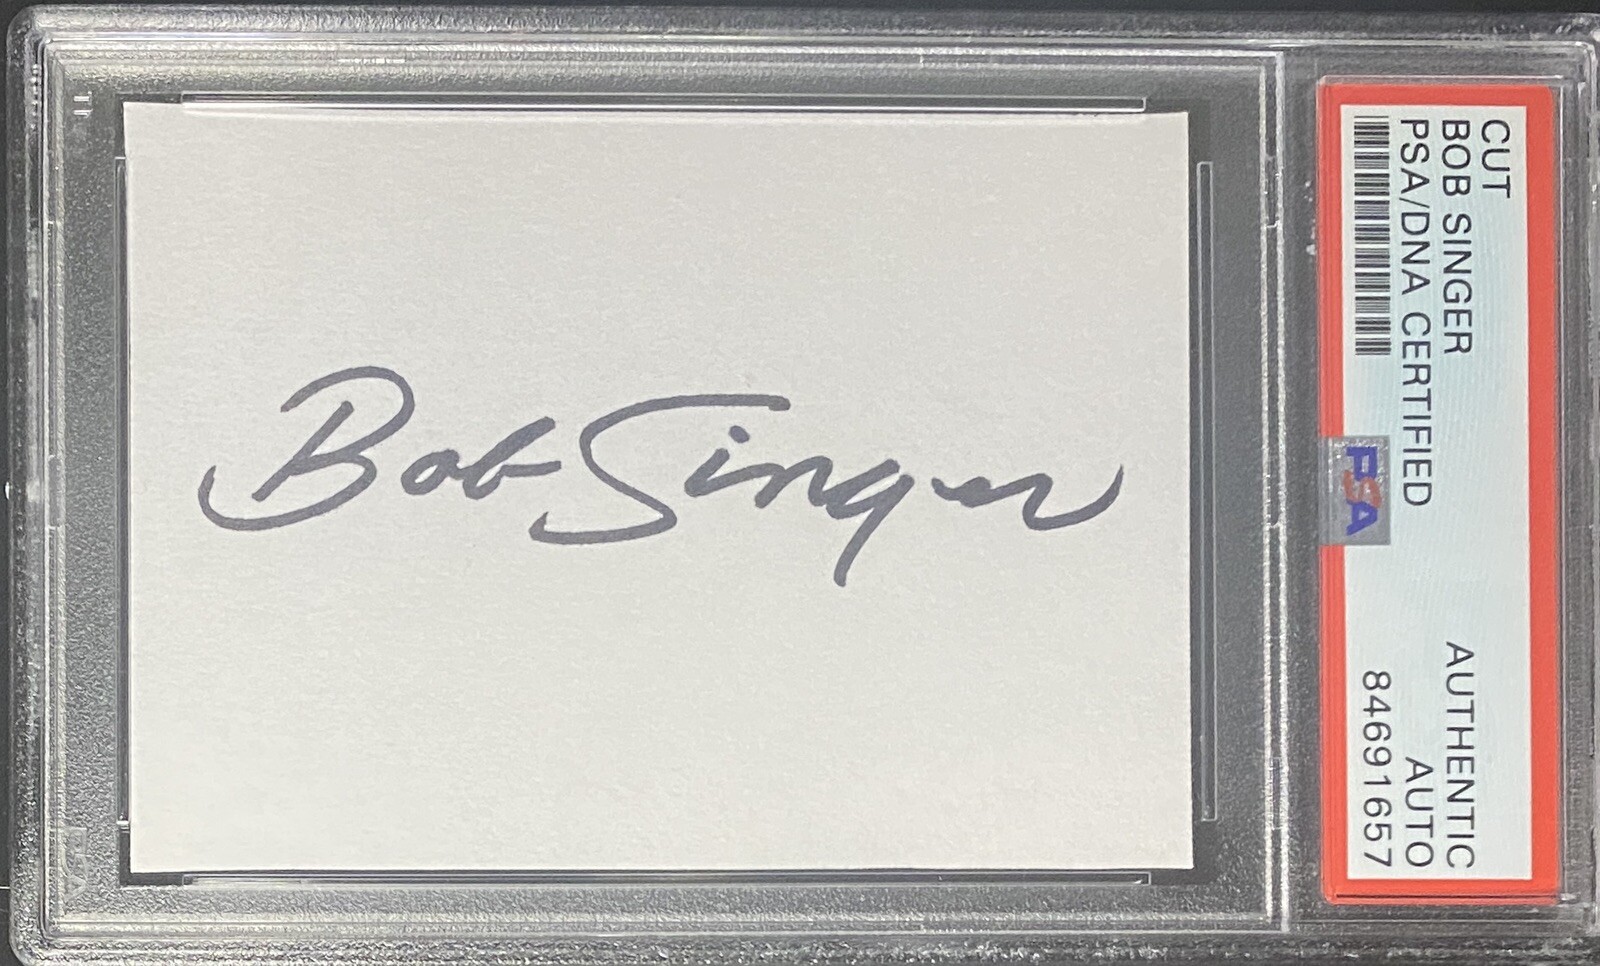 Bob Singer
CUT
BOB SINGER
PSA/DNA CERTIFIED
AUTHENTIC
AUTO
84691657
PSA